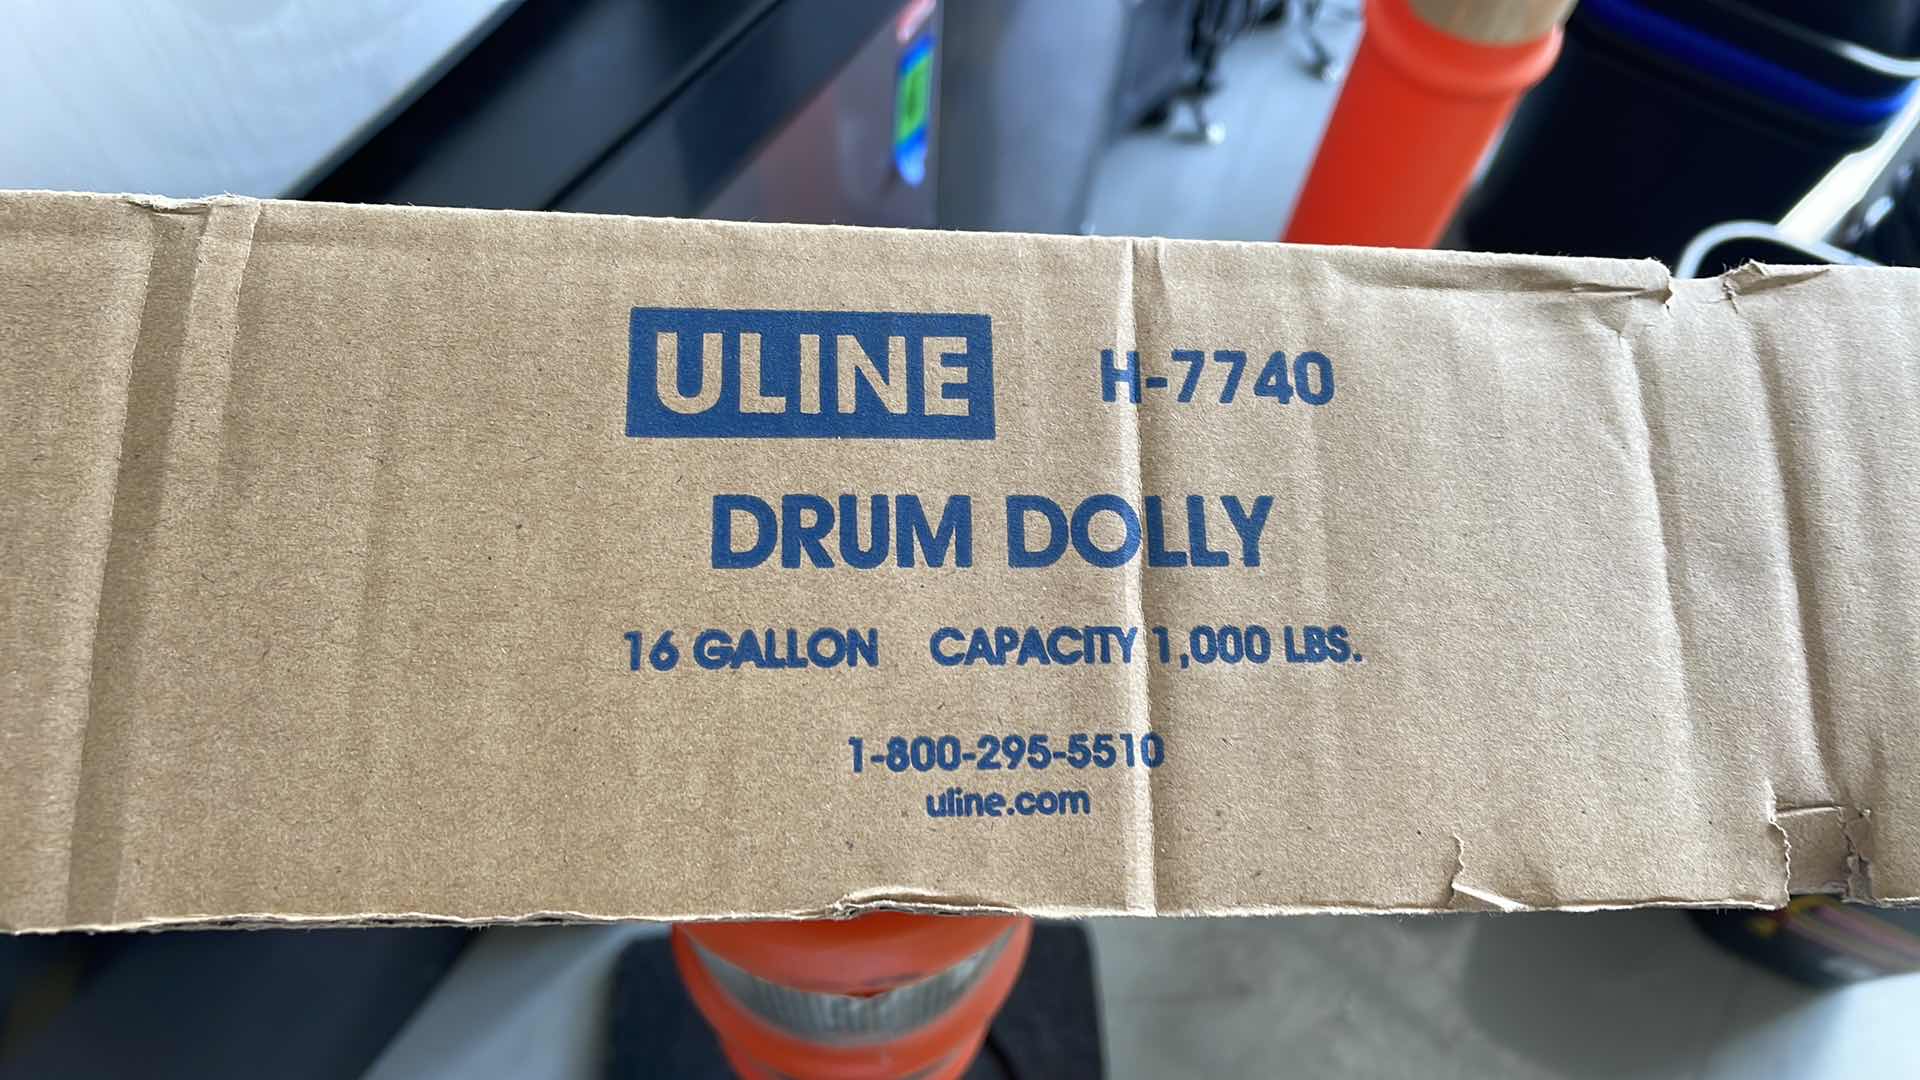 ULINE H-7740
DRUM DOLLY
16 GALLON CAPACITY 1,000 LBS.
1-800-295-5510
uline.com